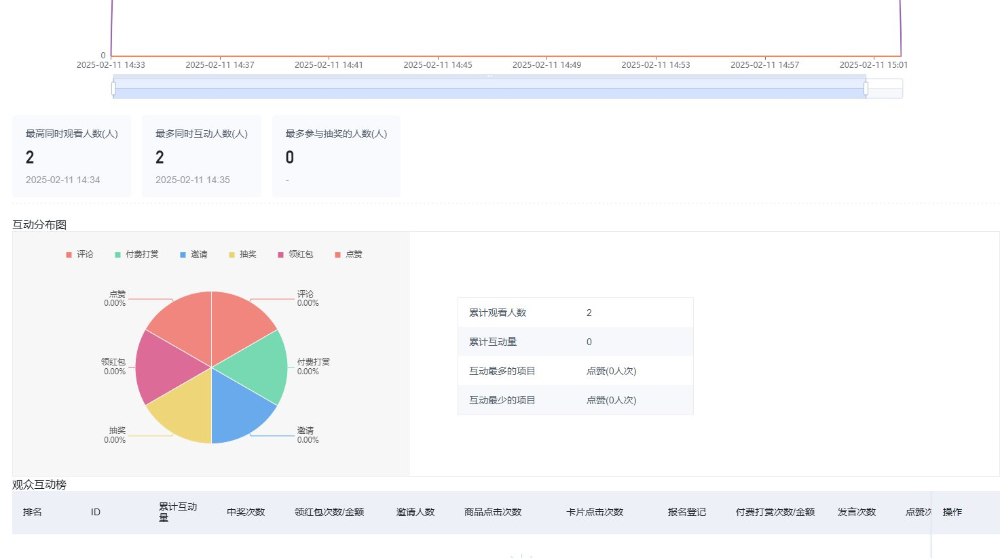 0
2025-02-11 14:33 2025-02-11 14:37 2025-02-11 14:41 2025-02-11 14:45 2025-02-11 14:49 2025-02-11 14:53 2025-02-11 14:57 2025-02-11 15:01
最高同时观看人数(人) 最多同时互动人数(人) 最多参与抽奖的人数(人)
2 2 0
2025-02-11 14:34 2025-02-11 14:35 -
互动分布图
评论 付费打赏 邀请 抽奖 领红包 点赞
点赞 评论
0.00% 0.00%
领红包 付费打赏
0.00% 0.00%
抽奖 邀请
0.00% 0.00%
累计观看人数 2
累计互动量 0
互动最多的项目 点赞(0人次)
互动最少的项目 点赞(0人次)
观众互动榜
排名 ID 累计互动量 中奖次数 领红包次数/金额 邀请人数 商品点击次数 卡片点击次数 报名登记 付费打赏次数/金额 发言次数 点赞次 操作